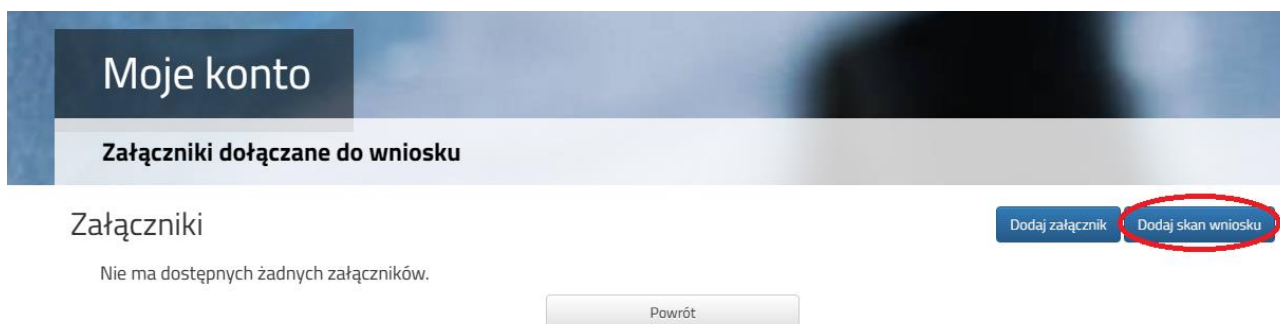 Moje konto
Załączniki dołączane do wniosku
Załączniki
Dodaj załącznik
Dodaj skan wniosku
Nie ma dostępnych żadnych załączników.
Powrót